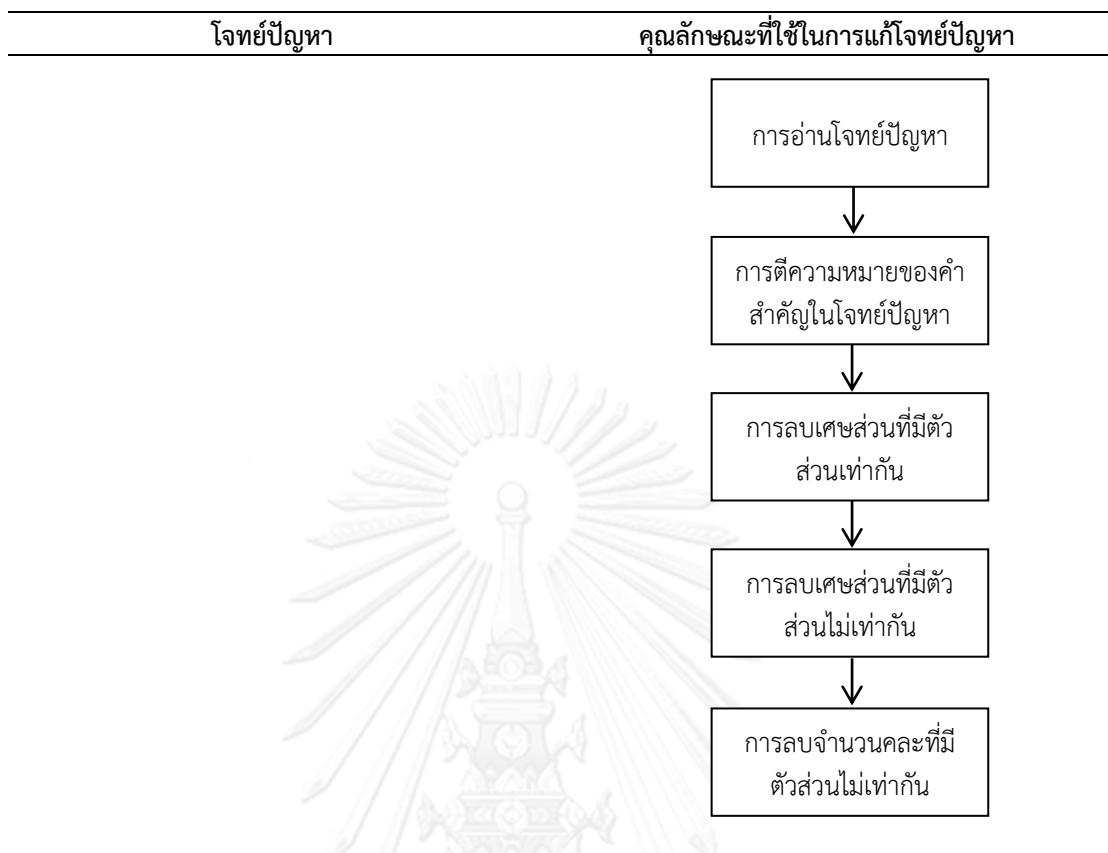 โจทย์ปัญหา
คุณลักษณะที่ใช้ในการแก้โจทย์ปัญหา
การอ่านโจทย์ปัญหา
การตีความหมายของคำ
สำคัญในโจทย์ปัญหา
การลบเศษส่วนที่มีตัว
ส่วนเท่ากัน
การลบเศษส่วนที่มีตัว
ส่วนไม่เท่ากัน
การลบจำนวนคละที่มี
ตัวส่วนไม่เท่ากัน